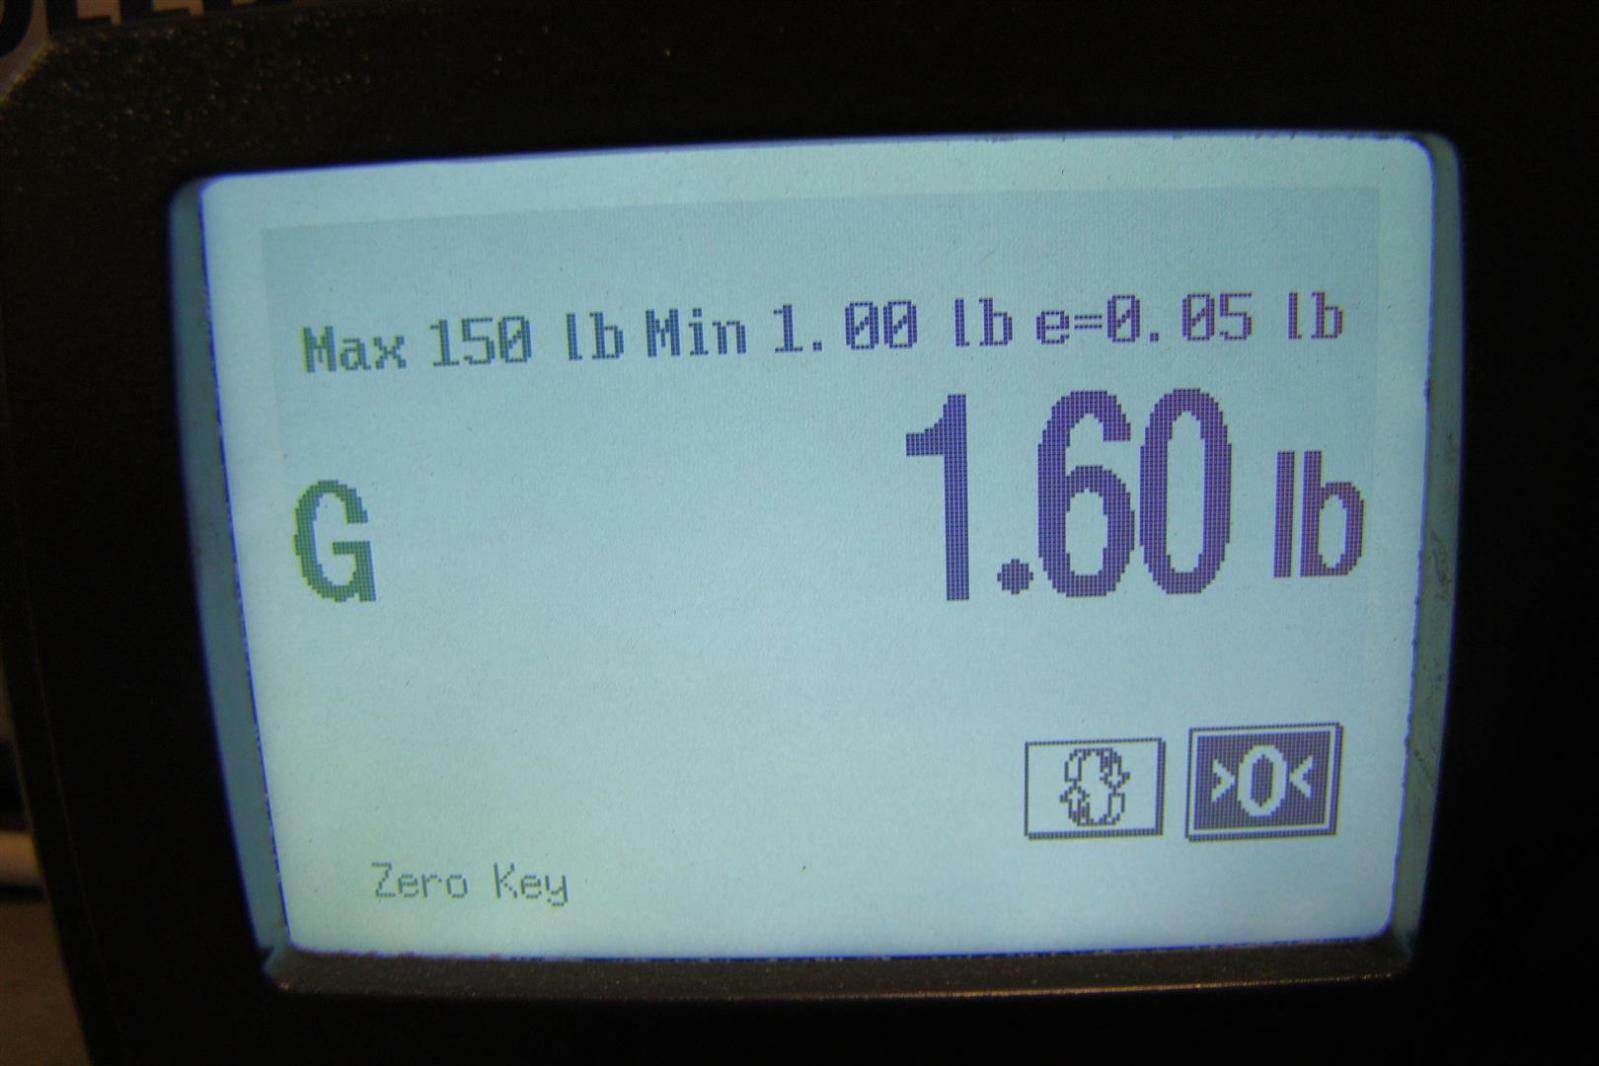 Max 150 lb Min 1.00 lb e=0.05 lb
G 1.60 lb
>0<
Zero Key